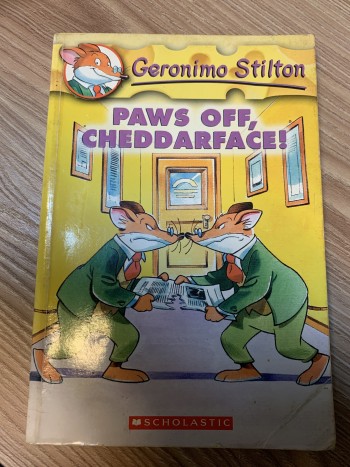 Geronimo Stilton
PAWS OFF,
CHEDDARFACE!
SCHOLASTIC